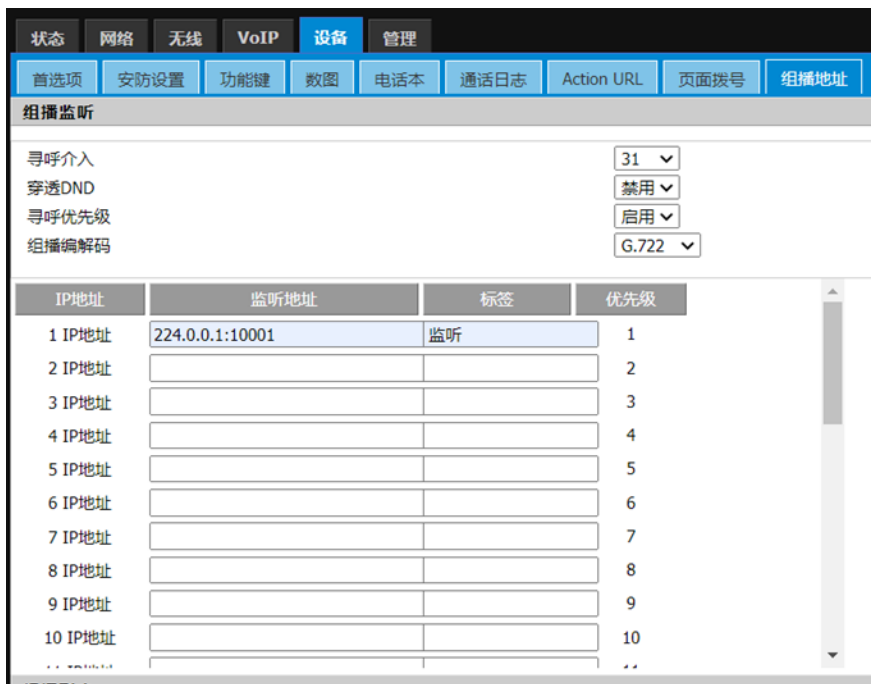 状态 网络 无线 VoIP 设备 管理
首选项 安防设置 功能键 数图 电话本 通话日志 Action URL 页面拨号 组播地址
组播监听
寻呼介入 31
穿透DND 禁用
寻呼优先级 启用
组播编解码 G.722
IP地址 监听地址 标签 优先级
1 IP地址 224.0.0.1:10001 监听 1
2 IP地址 2
3 IP地址 3
4 IP地址 4
5 IP地址 5
6 IP地址 6
7 IP地址 7
8 IP地址 8
9 IP地址 9
10 IP地址 10